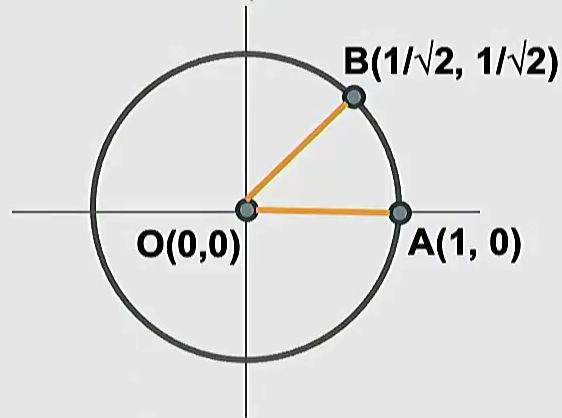 B(1/√2, 1/√2)
O(0,0)
A(1, 0)